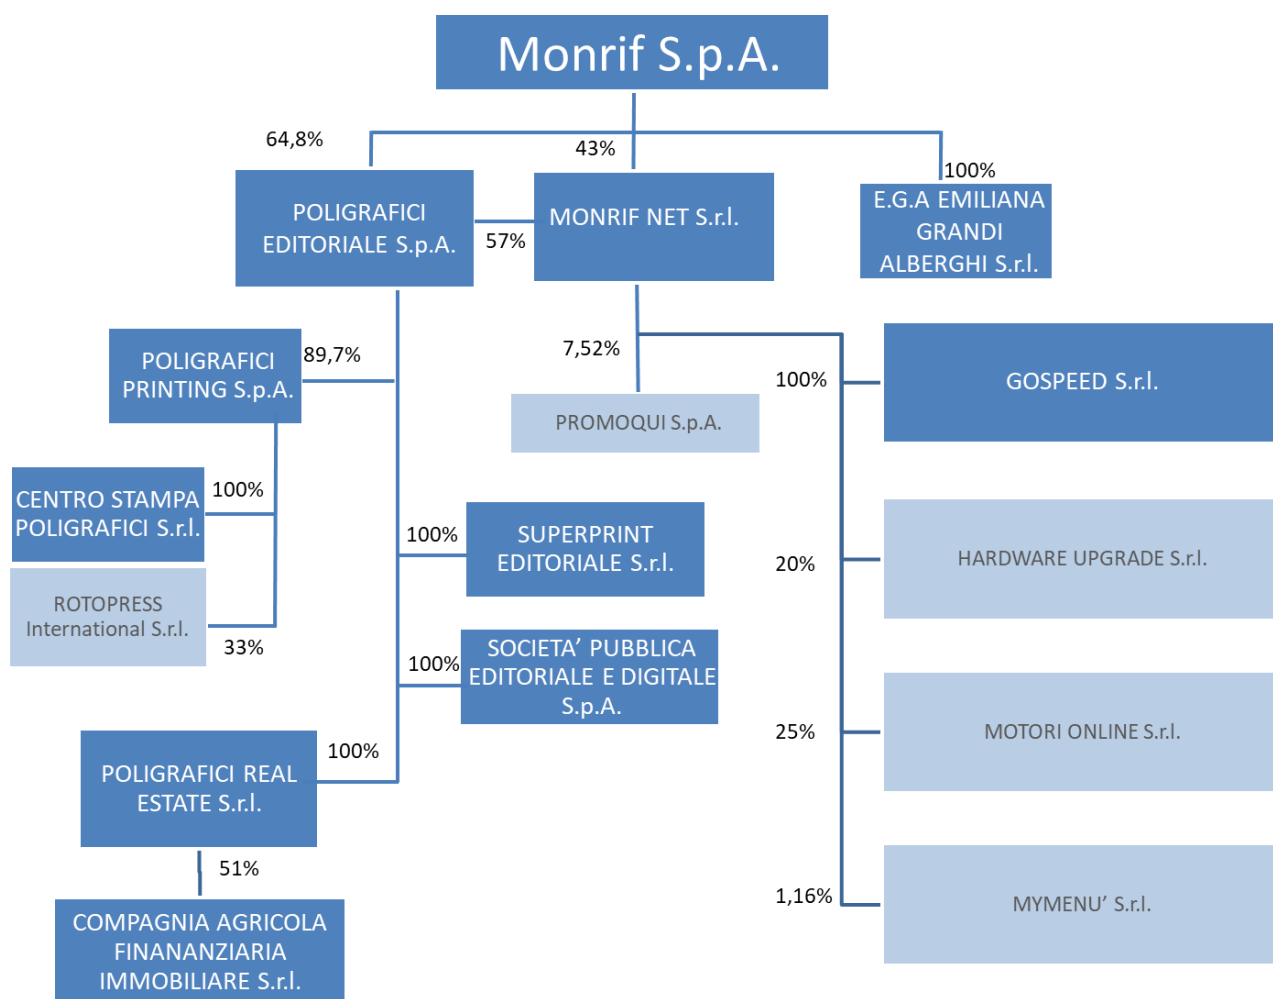 Monrif S.p.A.
64,8%
43%
100%
POLIGRAFICI
EDITORIALE S.p.A.
57%
MONRIF NET S.r.l.
E.G.A EMILIANA
GRANDI
ALBERGHI S.r.l.
POLIGRAFICI
PRINTING S.p.A.
89,7%
7,52%
PROMOQUI S.p.A.
100%
GOSPEED S.r.l.
CENTRO STAMPA
POLIGRAFICI S.r.l.
100%
ROTOPRESS
International S.r.l.
33%
100%
SUPERPRINT
EDITORIALE S.r.l.
20%
HARDWARE UPGRADE S.r.l.
100%
SOCIETA’ PUBBLICA
EDITORIALE E DIGITALE
S.p.A.
25%
MOTORI ONLINE S.r.l.
POLIGRAFICI REAL
ESTATE S.r.l.
100%
51%
COMPAGNIA AGRICOLA
FINANANZIARIA
IMMOBILIARE S.r.l.
1,16%
MYMENU’ S.r.l.